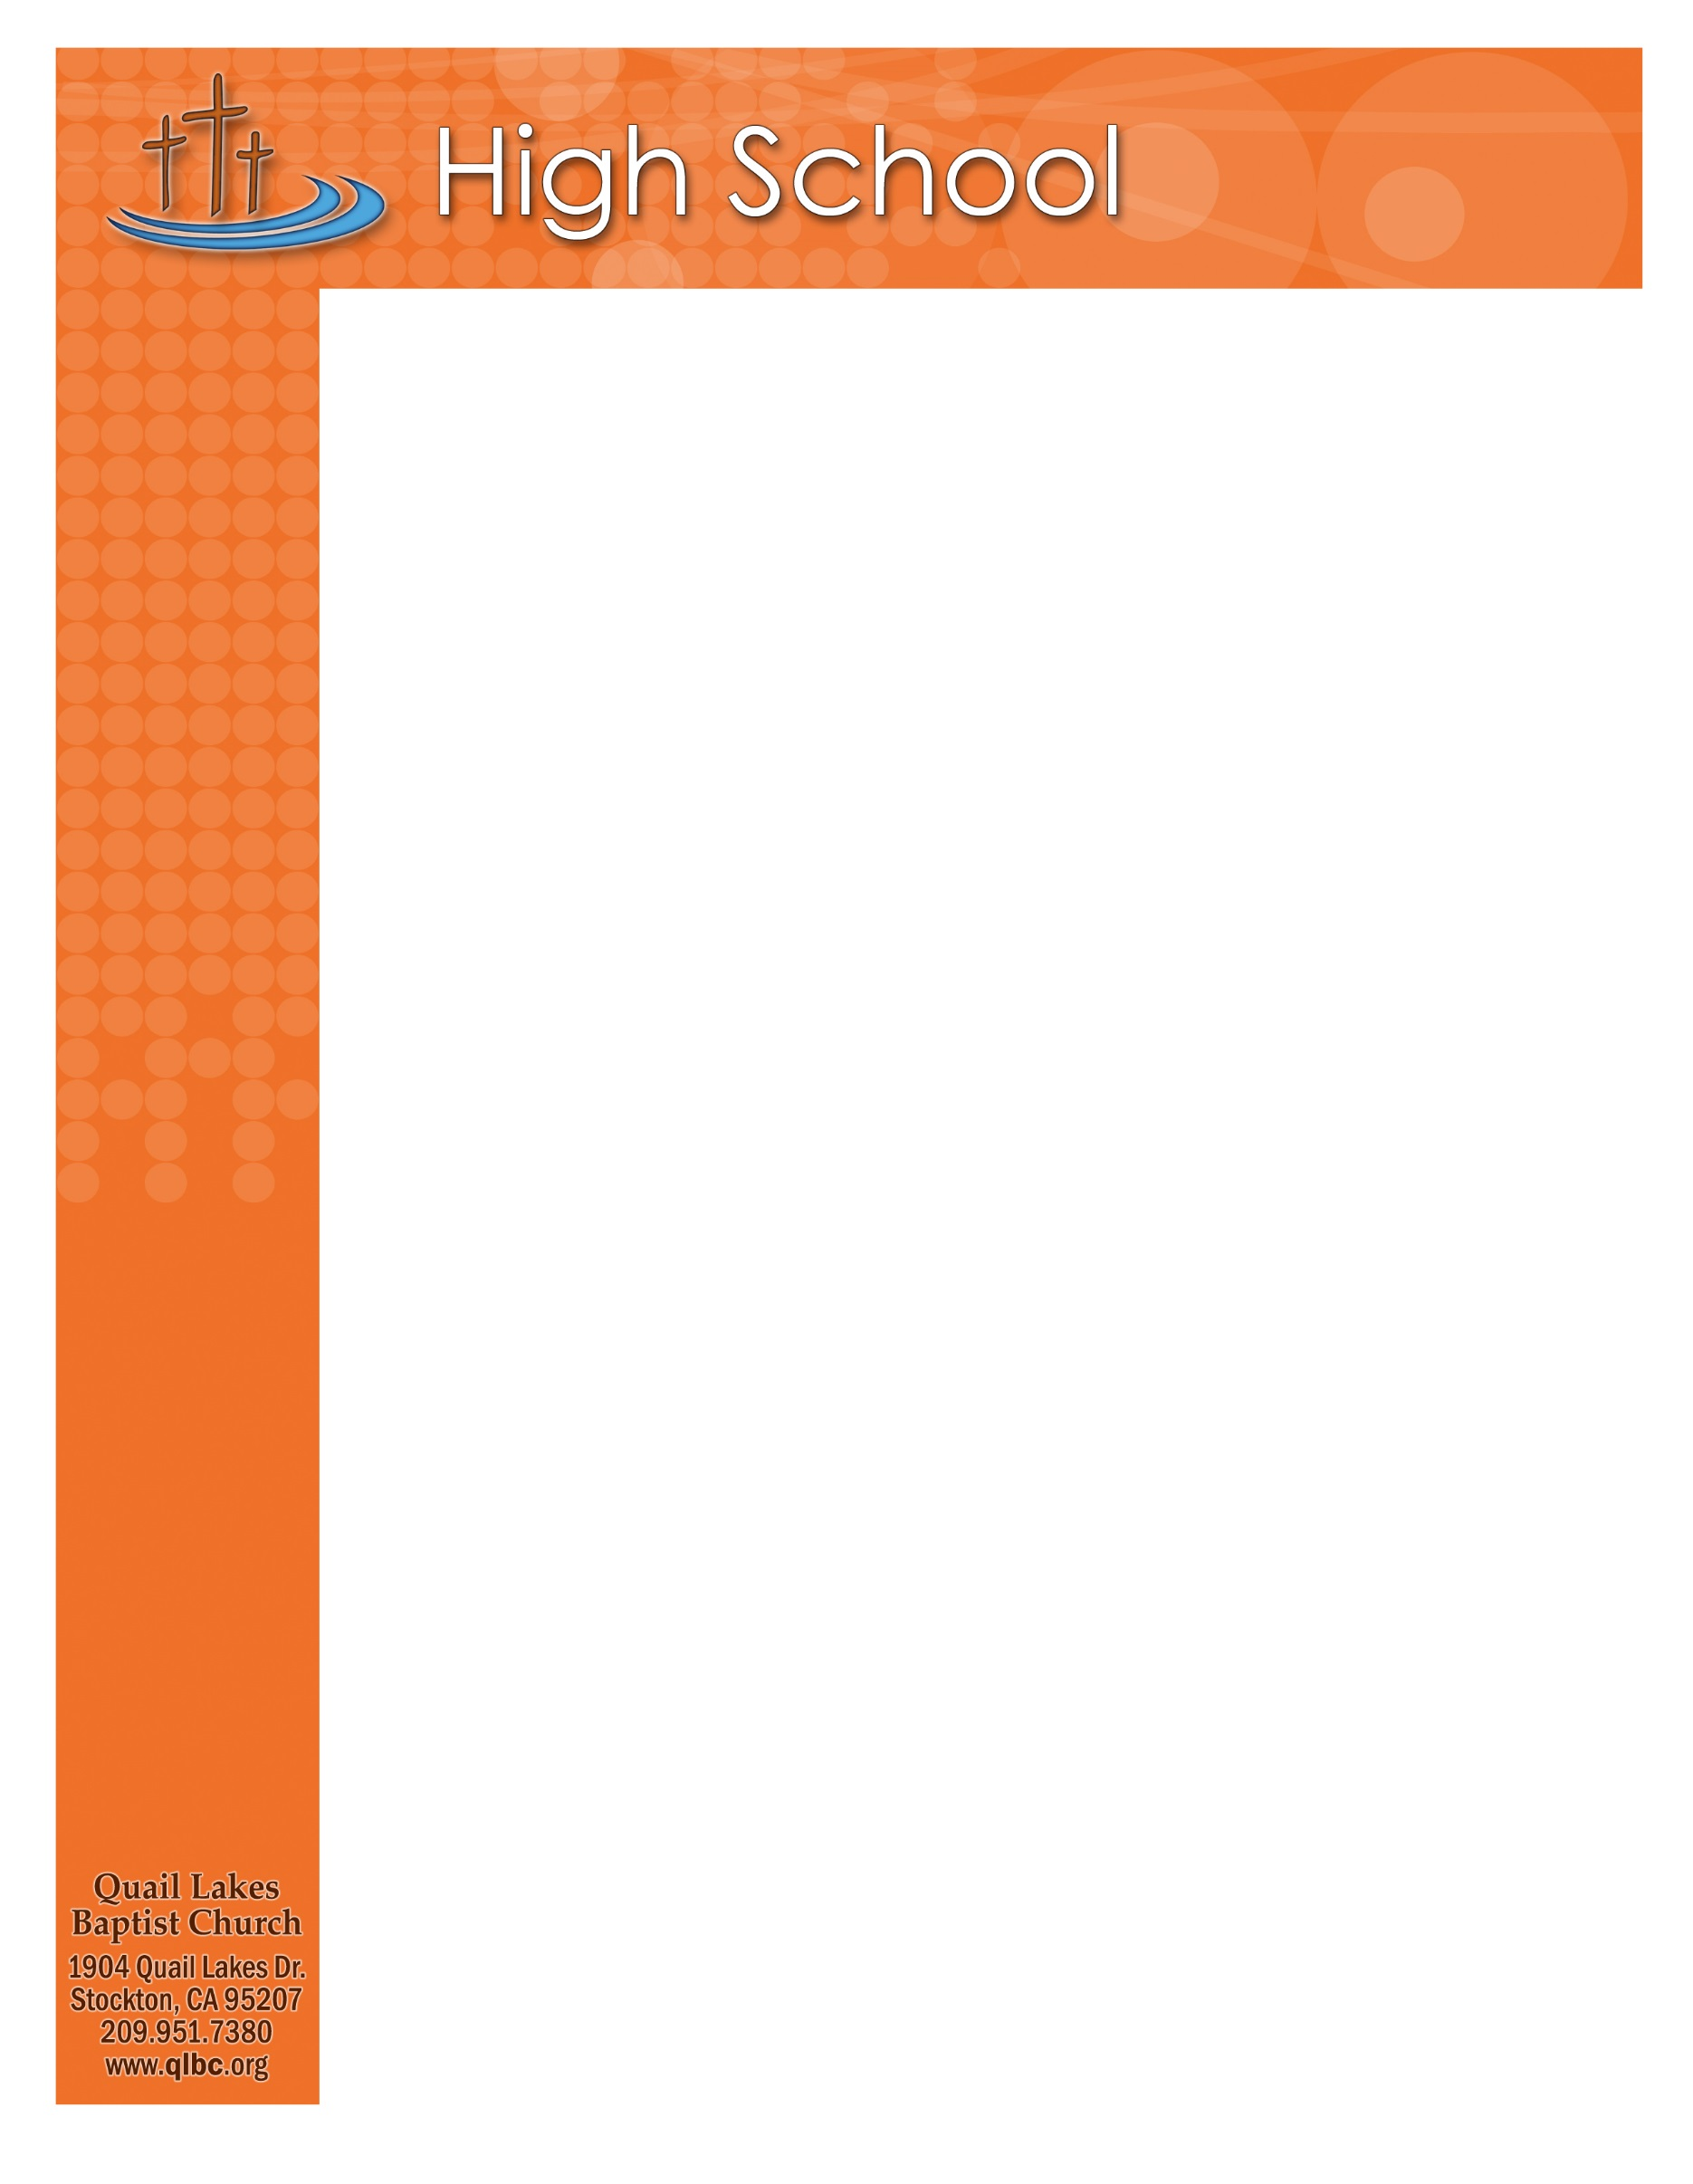 High School
Quail Lakes
Baptist Church
1904 Quail Lakes Dr.
Stockton, CA 95207
209.951.7380
www.qlbc.org